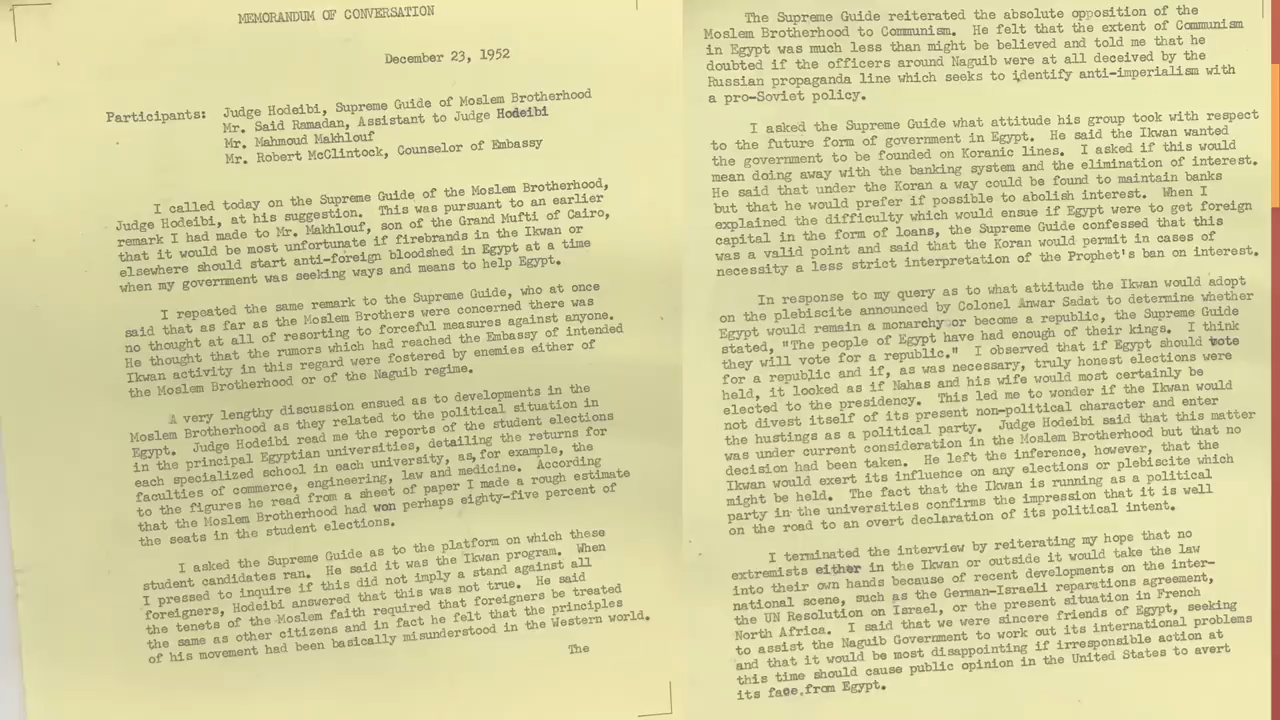 MEMORANDUM OF CONVERSATION
December 23, 1952
Participants: Judge Hodeibi, Supreme Guide of Moslem Brotherhood
Mr. Said Ramadan, Assistant to Judge Hodeibi
Mr. Mahmoud Makhlouf
Mr. Robert McClintock, Counselor of Embassy
I called today on the Supreme Guide of the Moslem Brotherhood,
Judge Hodeibi, at his suggestion. This was pursuant to an earlier
remark I had made to Mr. Makhlouf, son of the Grand Mufti of Cairo,
that it would be most unfortunate if firebrands in the Ikwan or
elsewhere should start anti-foreign bloodshed in Egypt at a time
when my government was seeking ways and means to help Egypt.
I repeated the same remark to the Supreme Guide, who at once
said that as far as the Moslem Brothers were concerned there was
no thought at all of resorting to forceful measures against anyone.
He thought that the rumors which had reached the Embassy of intended
Ikwan activity in this regard were fostered by enemies either of
the Moslem Brotherhood or of the Naguib regime.
A very lengthy discussion ensued as to developments in the
Moslem Brotherhood as they related to the political situation in
Egypt. Judge Hodeibi read me the reports of the student elections
in the principal Egyptian universities, detailing the returns for
each specialized school in each university, as, for example, the
faculties of commerce, engineering, law and medicine. According
to the figures he read from a sheet of paper I made a rough estimate
that the Moslem Brotherhood had won perhaps eighty-five percent of
the seats in the student elections.
I asked the Supreme Guide as to the platform on which these
student candidates ran. He said it was the Ikwan program. When
I pressed to inquire if this did not imply a stand against all
foreigners, Hodeibi answered that this was not true. He said
the tenets of the Moslem faith required that foreigners be treated
the same as other citizens and in fact he felt that the principles
of his movement had been basically misunderstood in the Western world.
The
The Supreme Guide reiterated the absolute opposition of the
Moslem Brotherhood to Communism. He felt that the extent of Communism
in Egypt was much less than might be believed and told me that he
doubted if the officers around Naguib were at all deceived by the
Russian propaganda line which seeks to identify anti-imperialism with
a pro-Soviet policy.
I asked the Supreme Guide what attitude his group took with respect
to the future form of government in Egypt. He said the Ikwan wanted
the government to be founded on Koranic lines. I asked if this would
mean doing away with the banking system and the elimination of interest.
He said that under the Koran a way could be found to maintain banks
but that he would prefer if possible to abolish interest. When I
explained the difficulty which would ensue if Egypt were to get foreign
capital in the form of loans, the Supreme Guide confessed that this
was a valid point and said that the Koran would permit in cases of
necessity a less strict interpretation of the Prophet's ban on interest.
In response to my query as to what attitude the Ikwan would adopt
on the plebiscite announced by Colonel Anwar Sadat to determine whether
Egypt would remain a monarchy or become a republic, the Supreme Guide
stated, "The people of Egypt have had enough of their kings. I think
they will vote for a republic." I observed that if Egypt should vote
for a republic and if, as was necessary, truly honest elections were
held, it looked as if Nahas and his wife would most certainly be
elected to the presidency. This led me to wonder if the Ikwan would
not divest itself of its present non-political character and enter
the hustings as a political party. Judge Hodeibi said that this matter
was under current consideration in the Moslem Brotherhood but that no
decision had been taken. He left the inference, however, that the
Ikwan would exert its influence on any elections or plebiscite which
might be held. The fact that the Ikwan is running as a political
party in the universities confirms the impression that it is well
on the road to an overt declaration of its political intent.
I terminated the interview by reiterating my hope that no
extremists either in the Ikwan or outside it would take the law
into their own hands because of recent developments on the inter-
national scene, such as the German-Israeli reparations agreement,
the UN Resolution on Israel, or the present situation in French
North Africa. I said that we were sincere friends of Egypt, seeking
to assist the Naguib Government to work out its international problems
and that it would be most disappointing if irresponsible action at
this time should cause public opinion in the United States to avert
its face from Egypt.